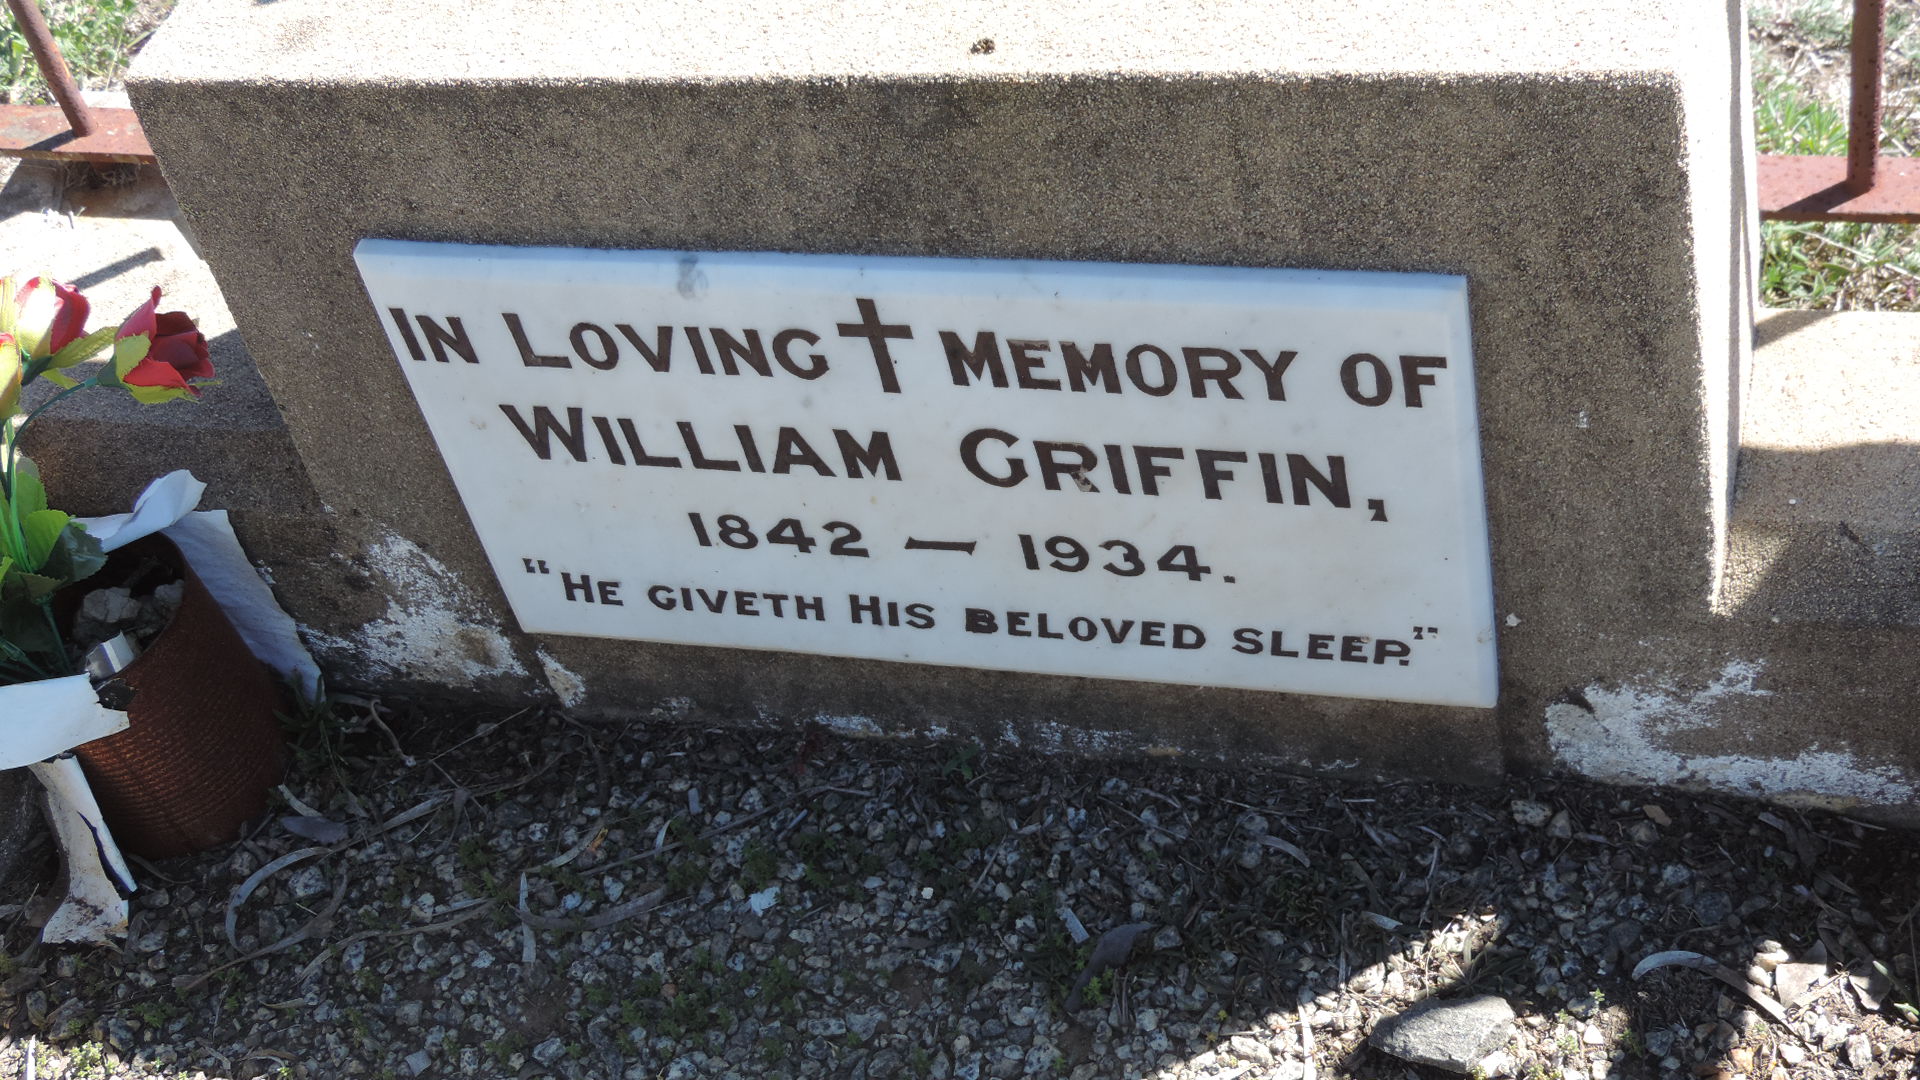 IN LOVING ✝ MEMORY OF
WILLIAM GRIFFIN,
1842 — 1934.
"HE GIVETH HIS BELOVED SLEEP."